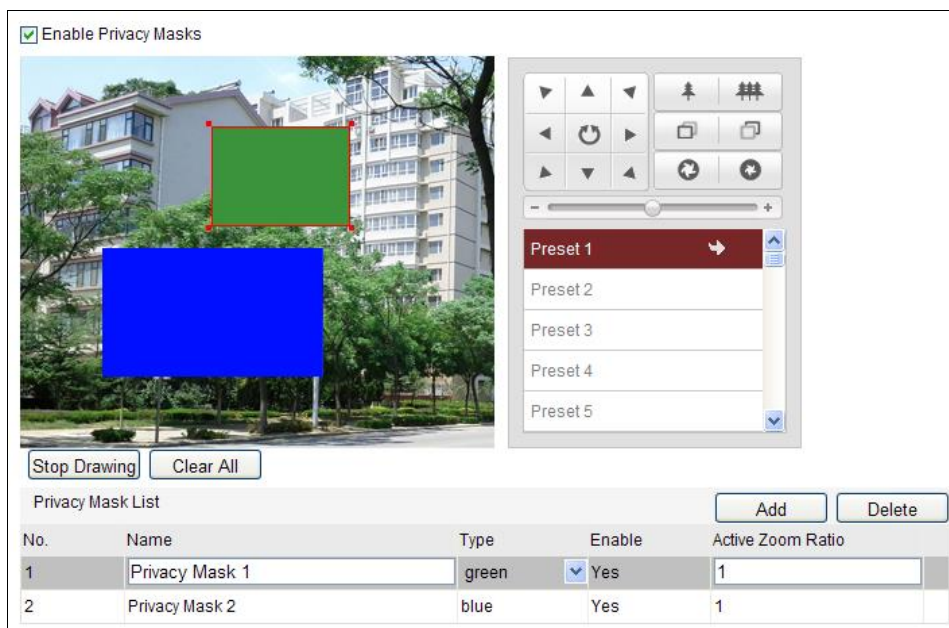 Enable Privacy Masks
- +
Preset 1
Preset 2
Preset 3
Preset 4
Preset 5
Stop Drawing Clear All
Privacy Mask List Add Delete
No. Name Type Enable Active Zoom Ratio
1 Privacy Mask 1 green Yes 1
2 Privacy Mask 2 blue Yes 1